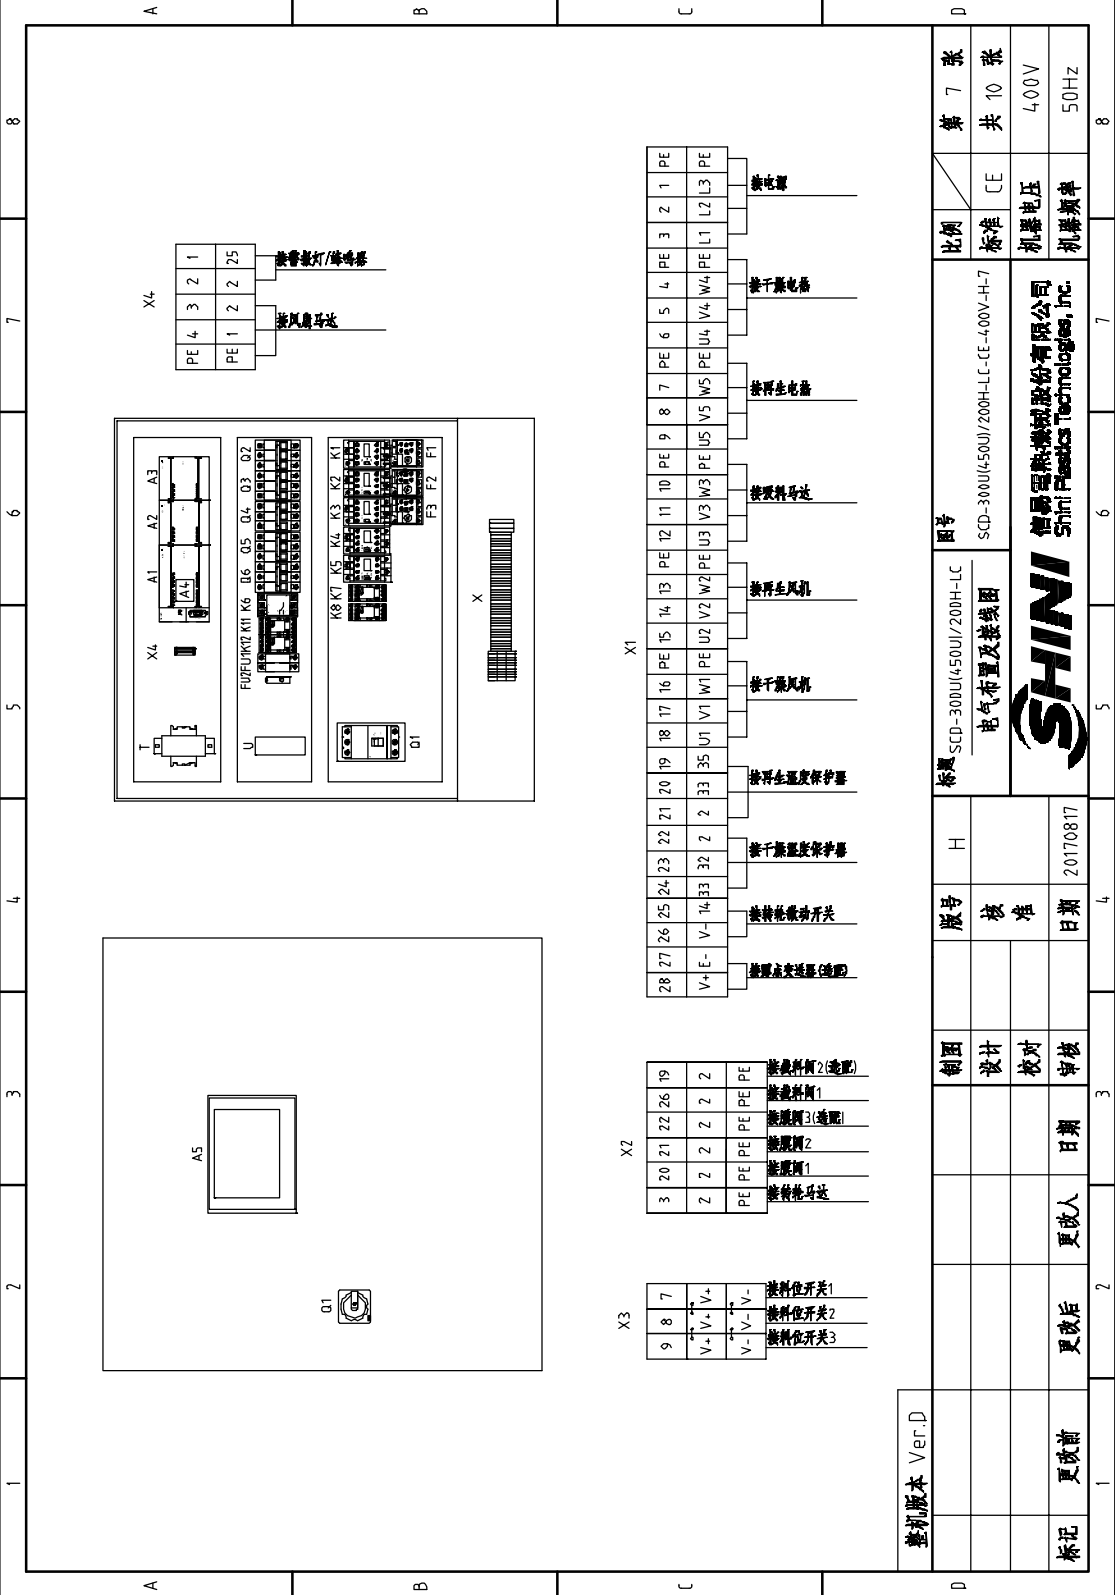 1 2 3 4 5 6 7 8
A
B
C
D
A5
Q1
T
X4
A1 A2 A3
A4
U
FU2 FU1 K12 K11 K6 Q6 Q5 Q4 Q3 Q2
Q1
K8 K7 K5 K4 K3 K2 K1
F3 F2 F1
X
X4
PE 4 3 2 1
PE 1 2 2 25
接风扇马达
接警报灯/蜂鸣器
X3
9 8 7
V+ V+ V+
V- V- V-
接料位开关3
接料位开关2
接料位开关1
X2
3 20 21 22 26 19
2 2 2 2 2 2
PE PE PE PE PE PE
接转轮马达
接膜阀1
接膜阀2
接膜阀3(选配)
接截料阀1
接截料阀2(选配)
X1
28 27 26 25 24 23 22 21 20 19 18 17 16 PE 15 14 13 PE 12 11 10 PE 9 8 7 PE 6 5 4 PE 3 2 1 PE
V+ E- V- 14 33 32 2 2 33 35 U1 V1 W1 PE U2 V2 W2 PE U3 V3 W3 PE U5 V5 W5 PE U4 V4 W4 PE L1 L2 L3 PE
接露点变送器(选配)
接转轮微动开关
接干燥温度保护器
接再生温度保护器
接干燥风机
接再生风机
接吸料马达
接再生电热
接干燥电热
接电源
整机版本 Ver.D
标记 更改前 更改后 更改人 日期
制图
设计
校对
审核
版号 H
核准
日期 20170817
标题 SCD-300U(450U)/200H-LC
电气布置及接线图
图号
SCD-300U(450U)/200H-LC-CE-400V-H-7
SHINI
信易電熱機械股份有限公司
Shini Plastics Technologies, Inc.
比例 第 7 张
标准 CE 共 10 张
机器电压 400V
机器频率 50Hz
1 2 3 4 5 6 7 8
A
B
C
D